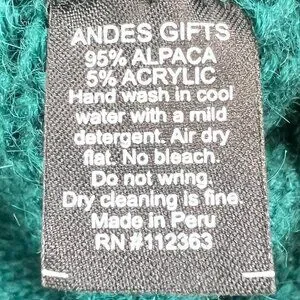 ANDES GIFTS
95% ALPACA
5% ACRYLIC
Hand wash in cool
water with a mild
detergent. Air dry
flat. No bleach.
Do not wring.
Dry cleaning is fine.
Made in Peru
RN #112363